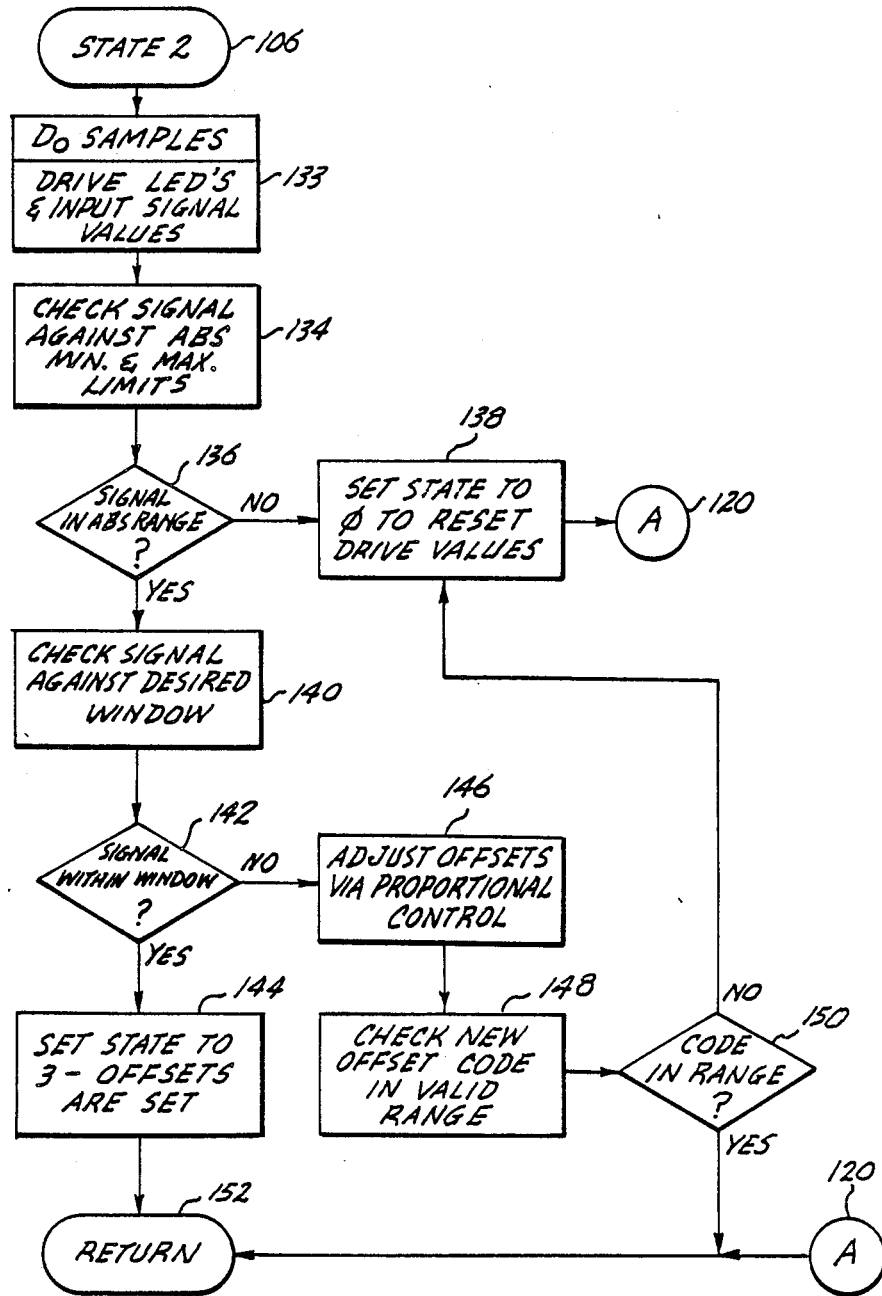 STATE 2
106
DO SAMPLES
DRIVE LED'S
& INPUT SIGNAL
VALUES
133
CHECK SIGNAL
AGAINST ABS
MIN. & MAX.
LIMITS
134
136
SIGNAL
IN ABS RANGE
?
NO
YES
138
SET STATE TO
ϕ TO RESET
DRIVE VALUES
A
120
CHECK SIGNAL
AGAINST DESIRED
WINDOW
140
142
SIGNAL
WITHIN WINDOW
?
NO
YES
146
ADJUST OFFSETS
VIA PROPORTIONAL
CONTROL
144
SET STATE TO
3 - OFFSETS
ARE SET
148
CHECK NEW
OFFSET CODE
IN VALID
RANGE
NO
150
CODE
IN RANGE
?
YES
152
RETURN
120
A